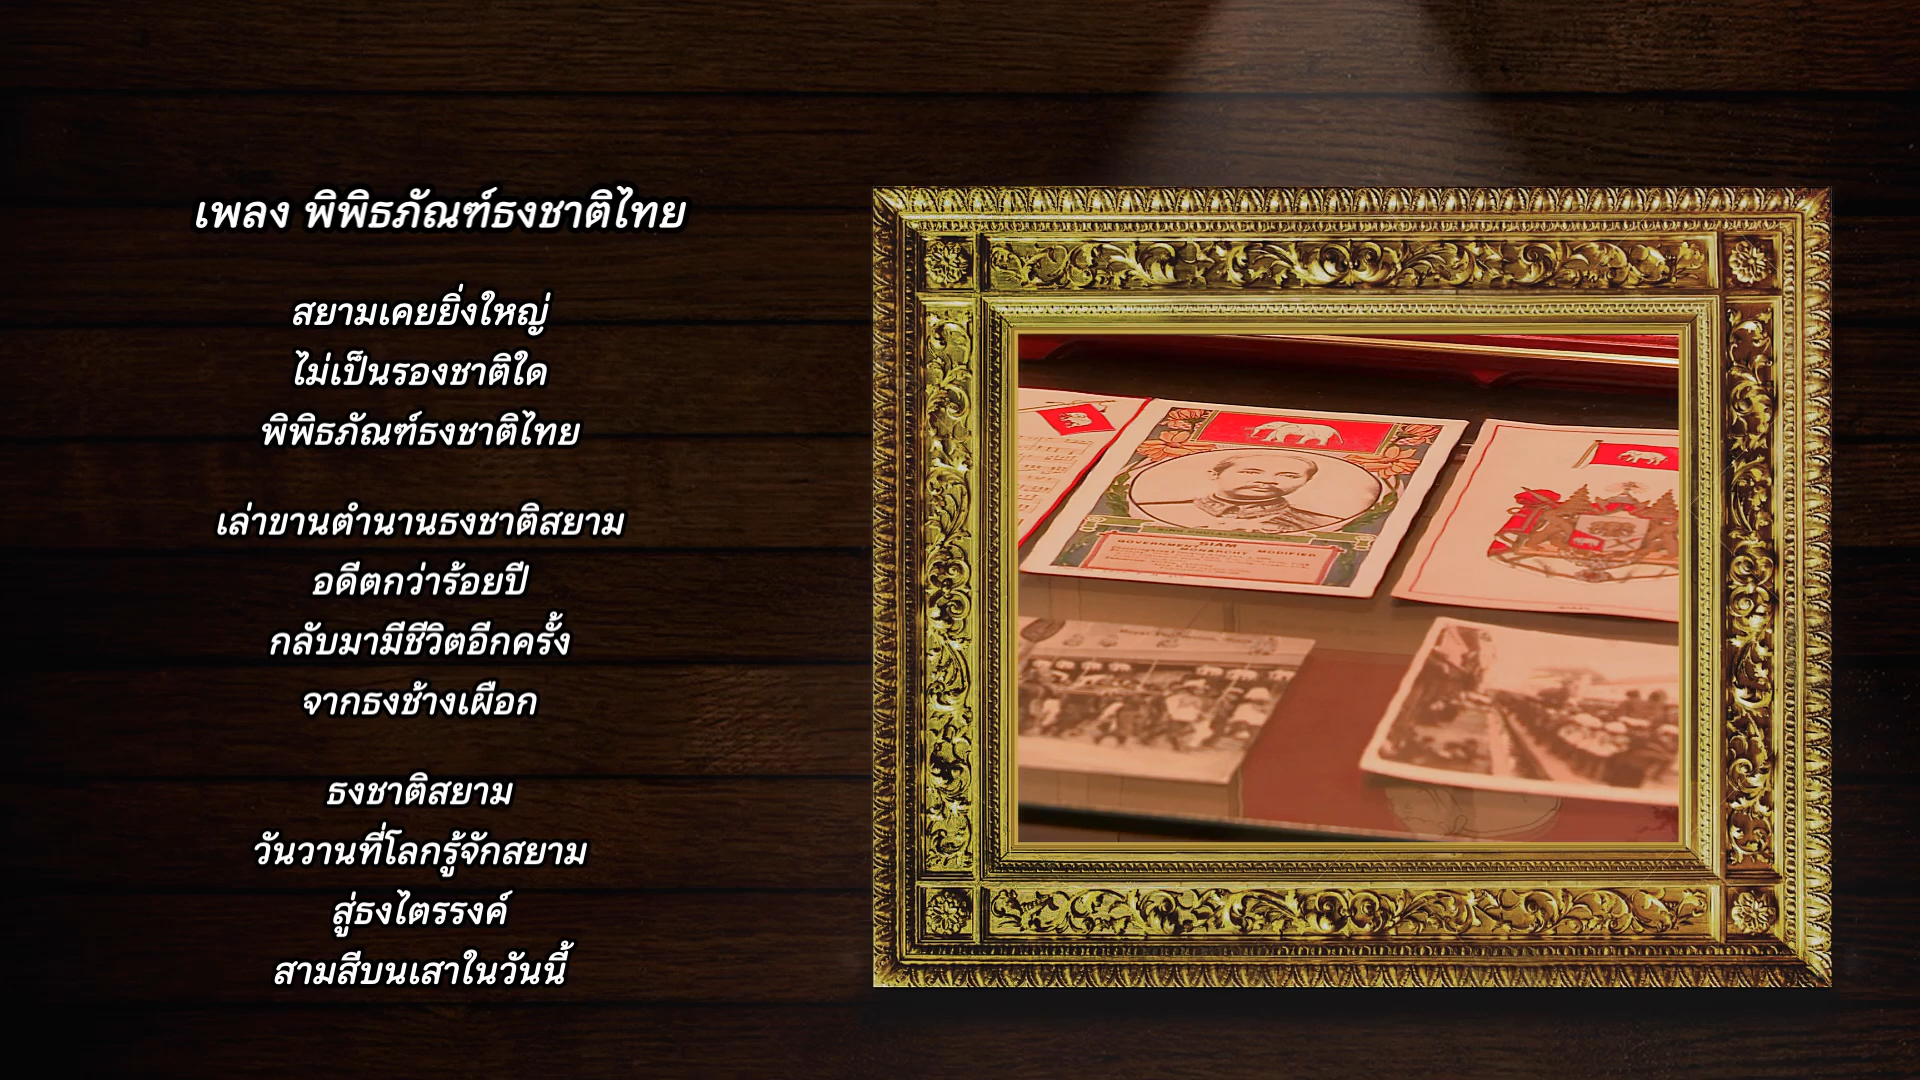 เพลง พิพิธภัณฑ์ธงชาติไทย
สยามเคยยิ่งใหญ่
ไม่เป็นรองชาติใด
พิพิธภัณฑ์ธงชาติไทย
เล่าขานตำนานธงชาติสยาม
อดีตกว่าร้อยปี
กลับมามีชีวิตอีกครั้ง
จากธงช้างเผือก
ธงชาติสยาม
วันวานที่โลกรู้จักสยาม
สู่ธงไตรรงค์
สามสีบนเสาในวันนี้
GOVERNMENT
MONARCHY MODIFIED